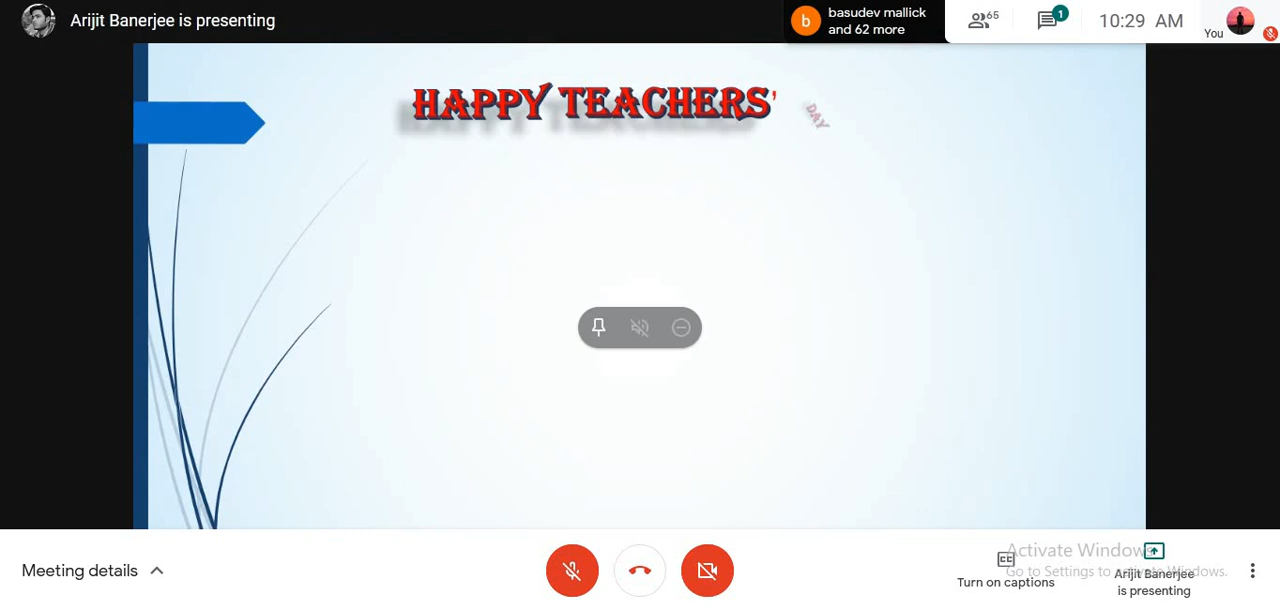 Arijit Banerjee is presenting
b
basudev mallick
and 62 more
65
1
10:29 AM
You
HAPPY TEACHERS' DAY
Meeting details
CC
Turn on captions
Activate Windows
Go to Settings to activate Windows.
Arijit Banerjee
is presenting